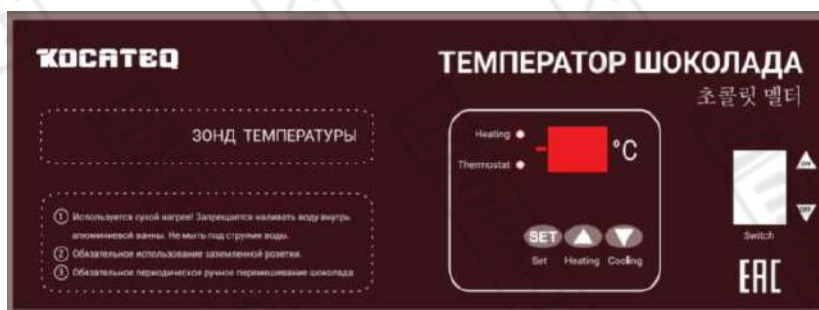 KOCATEQ
ТЕМПЕРАТОР ШОКОЛАДА
초콜릿 멜터
ЗОНД ТЕМПЕРАТУРЫ
① Используется сухой нагрев! Запрещается наливать воду внутрь
алюминиевой ванны. Не мыть под струями воды.
② Обязательное использование заземленной розетки.
③ Обязательное периодическое ручное перемешивание шоколада.
Heating
Thermostat
°C
SET
Set Heating Cooling
ON
OFF
Switch
EAC